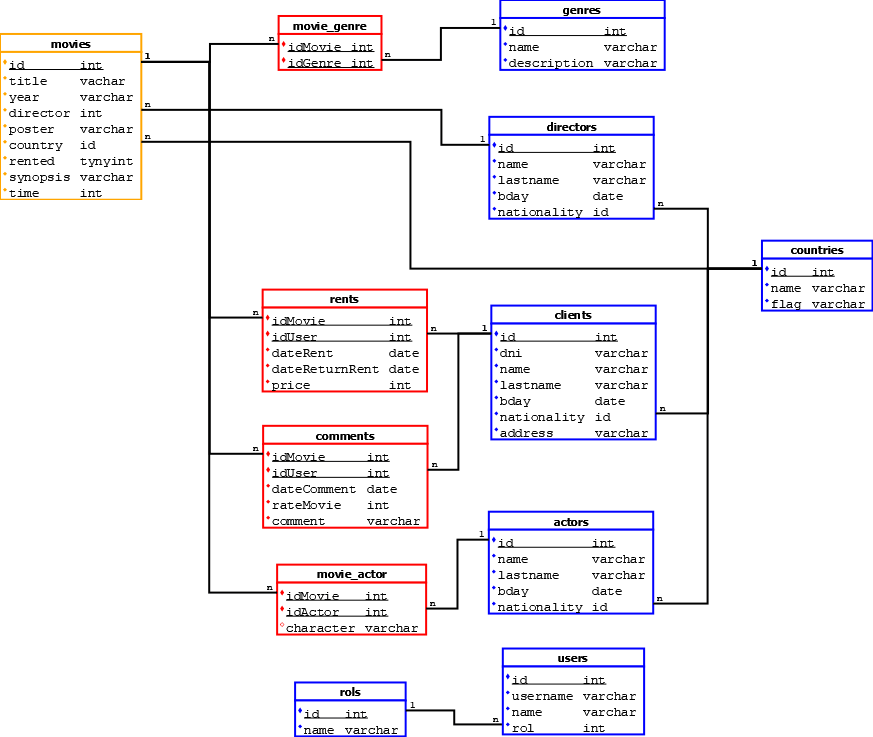 movies
id int
title vachar
year varchar
director int
poster varchar
country id
rented tynyint
synopsis varchar
time int
1
n
n
movie_genre
idMovie int
idGenre int
n
n
genres
id int
name varchar
description varchar
1
directors
id int
name varchar
lastname varchar
bday date
nationality id
1
n
countries
id int
name varchar
flag varchar
1
rents
idMovie int
idUser int
dateRent date
dateReturnRent date
price int
n
n
clients
id int
dni varchar
name varchar
lastname varchar
bday date
nationality id
address varchar
1
n
comments
idMovie int
idUser int
dateComment date
rateMovie int
comment varchar
n
n
actors
id int
name varchar
lastname varchar
bday date
nationality id
1
n
movie_actor
idMovie int
idActor int
character varchar
n
n
users
id int
username varchar
name varchar
rol int
n
rols
id int
name varchar
1